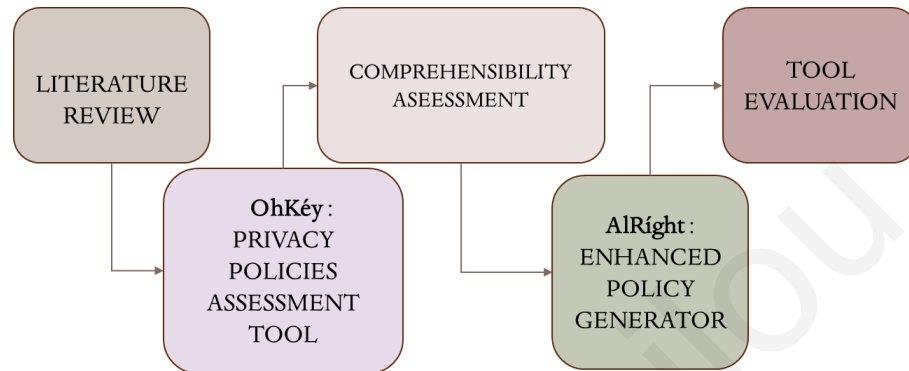 LITERATURE
REVIEW
OhKéy:
PRIVACY
POLICIES
ASSESSMENT
TOOL
COMPREHENSIBILITY
ASEESSMENT
AlRíght:
ENHANCED
POLICY
GENERATOR
TOOL
EVALUATION